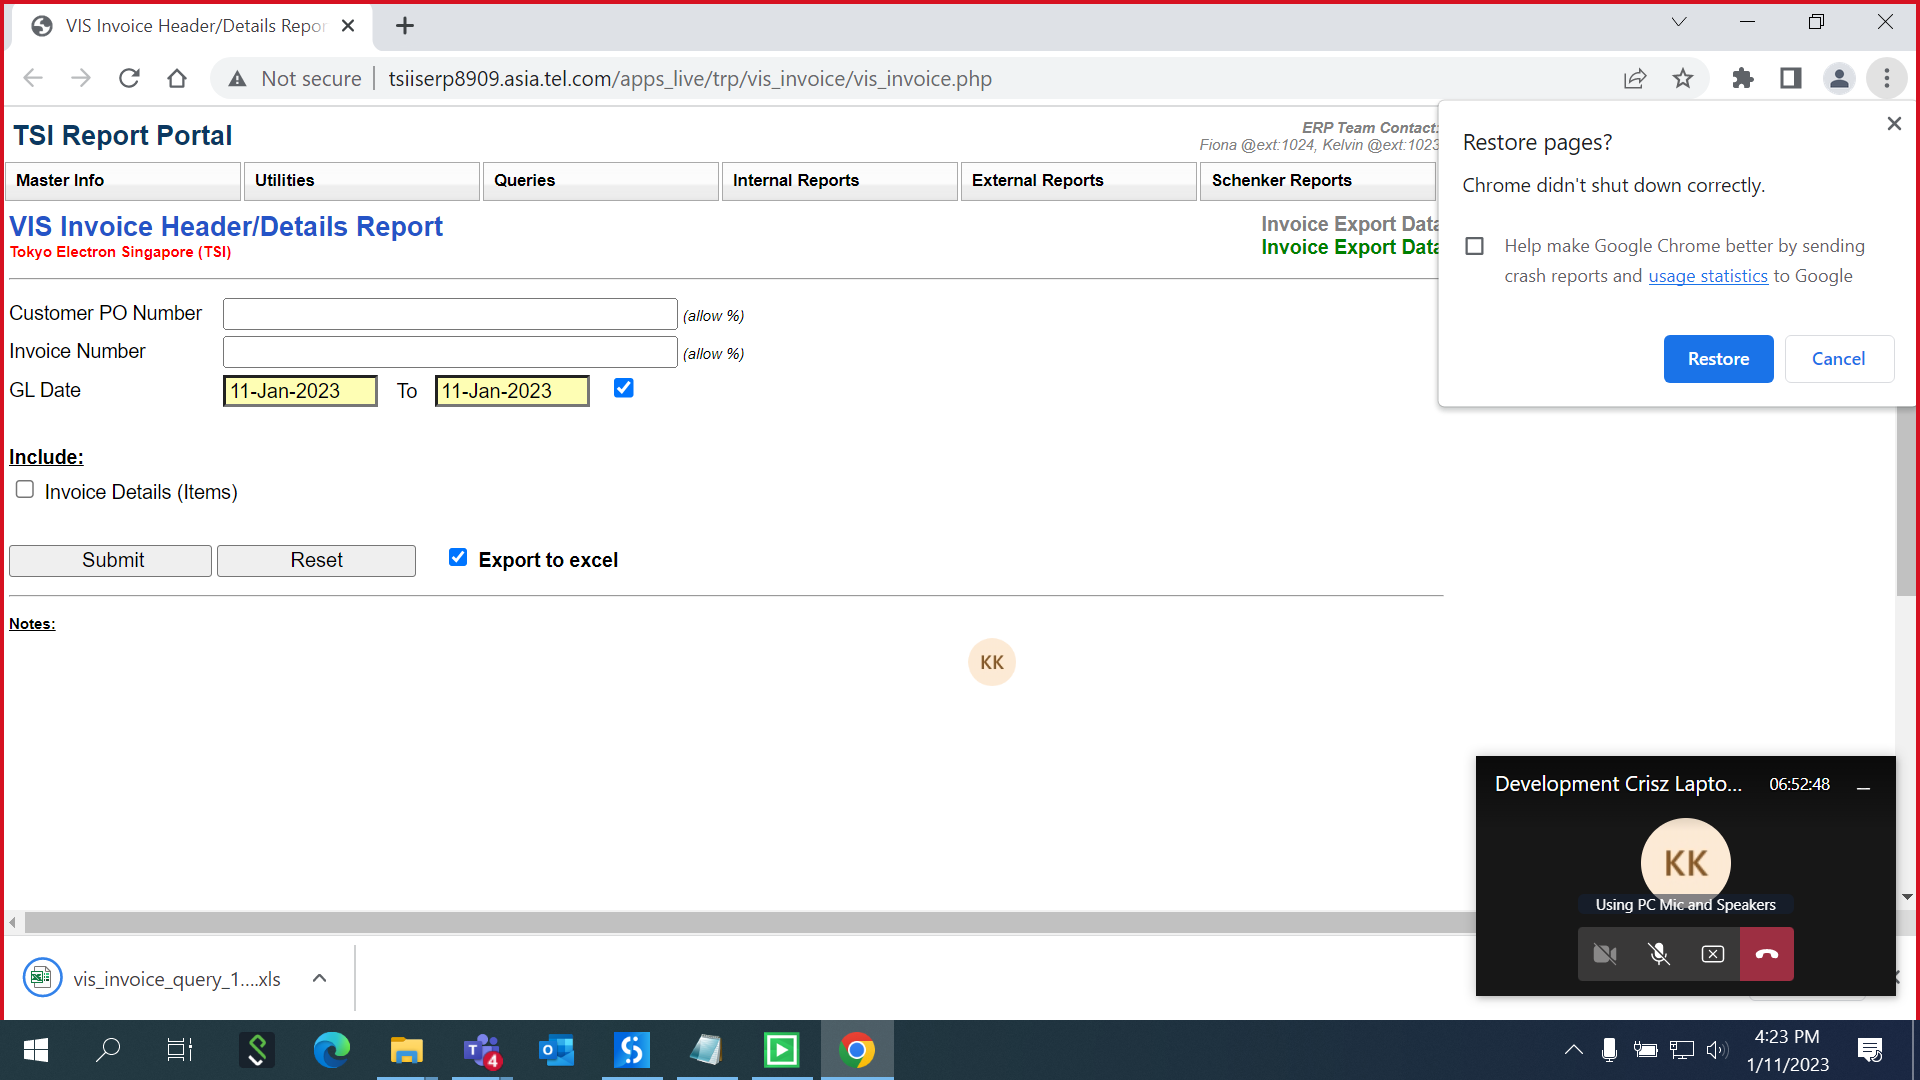 VIS Invoice Header/Details Repor
Not secure
tsiiserp8909.asia.tel.com/apps_live/trp/vis_invoice/vis_invoice.php
TSI Report Portal
ERP Team Contact:
Fiona @ext:1024, Kelvin @ext:1023
Master Info
Utilities
Queries
Internal Reports
External Reports
Schenker Reports
VIS Invoice Header/Details Report
Tokyo Electron Singapore (TSI)
Invoice Export Data
Invoice Export Data
Restore pages?
Chrome didn't shut down correctly.
Help make Google Chrome better by sending
crash reports and usage statistics to Google
Restore
Cancel
Customer PO Number
(allow %)
Invoice Number
(allow %)
GL Date
11-Jan-2023
To
11-Jan-2023
Include:
Invoice Details (Items)
Submit
Reset
Export to excel
Notes:
KK
Development Crisz Lapto...
06:52:48
KK
Using PC Mic and Speakers
vis_invoice_query_1....xls
4
4:23 PM
1/11/2023